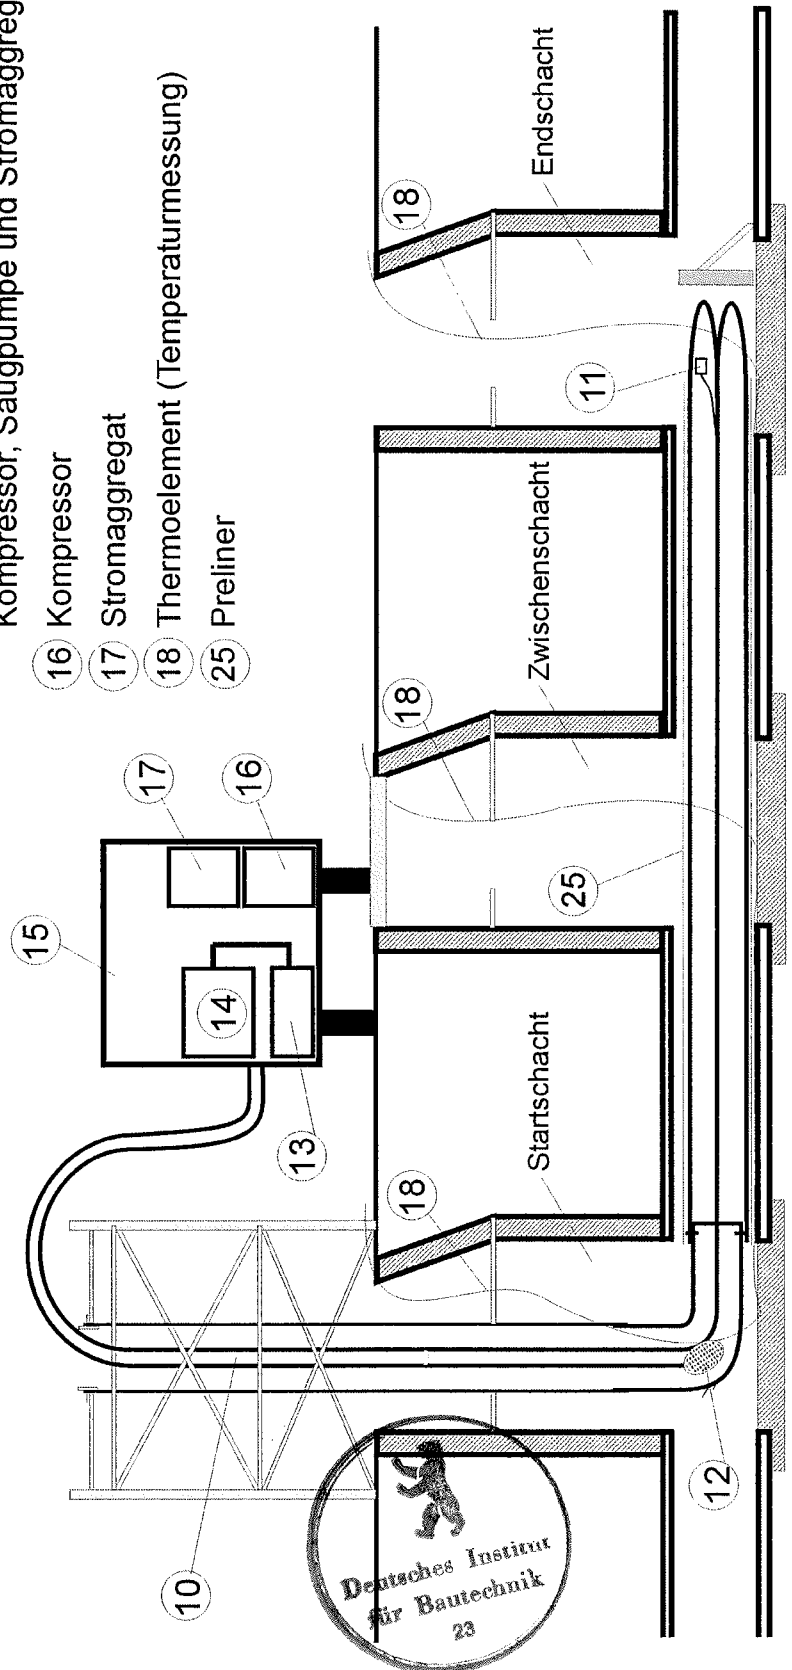 Kompressor, Saugpumpe und Stromaggreg
16 Kompressor
17 Stromaggregat
18 Thermoelement (Temperaturmessung)
25 Preliner
10
15
14
13
17
16
18
18
18
Startschacht
Zwischenschacht
Endschacht
25
11
12
Deutsches Institut
für Bautechnik
23